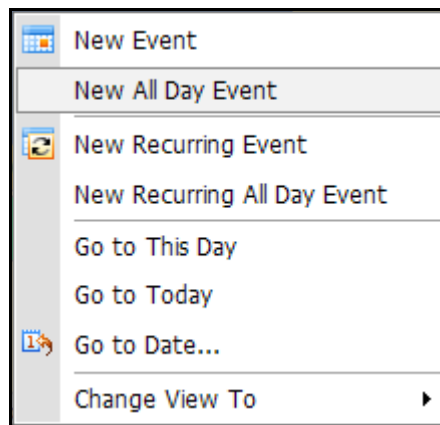 New Event
New All Day Event
New Recurring Event
New Recurring All Day Event
Go to This Day
Go to Today
Go to Date...
Change View To